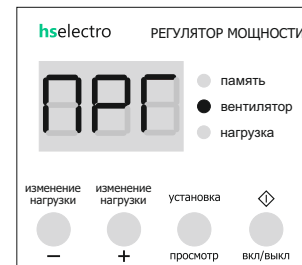 hselectro
РЕГУЛЯТОР МОЩНОСТИ
ПРГ
память
вентилятор
нагрузка
изменение
нагрузки
изменение
нагрузки
установка
–
+
просмотр
вкл/выкл